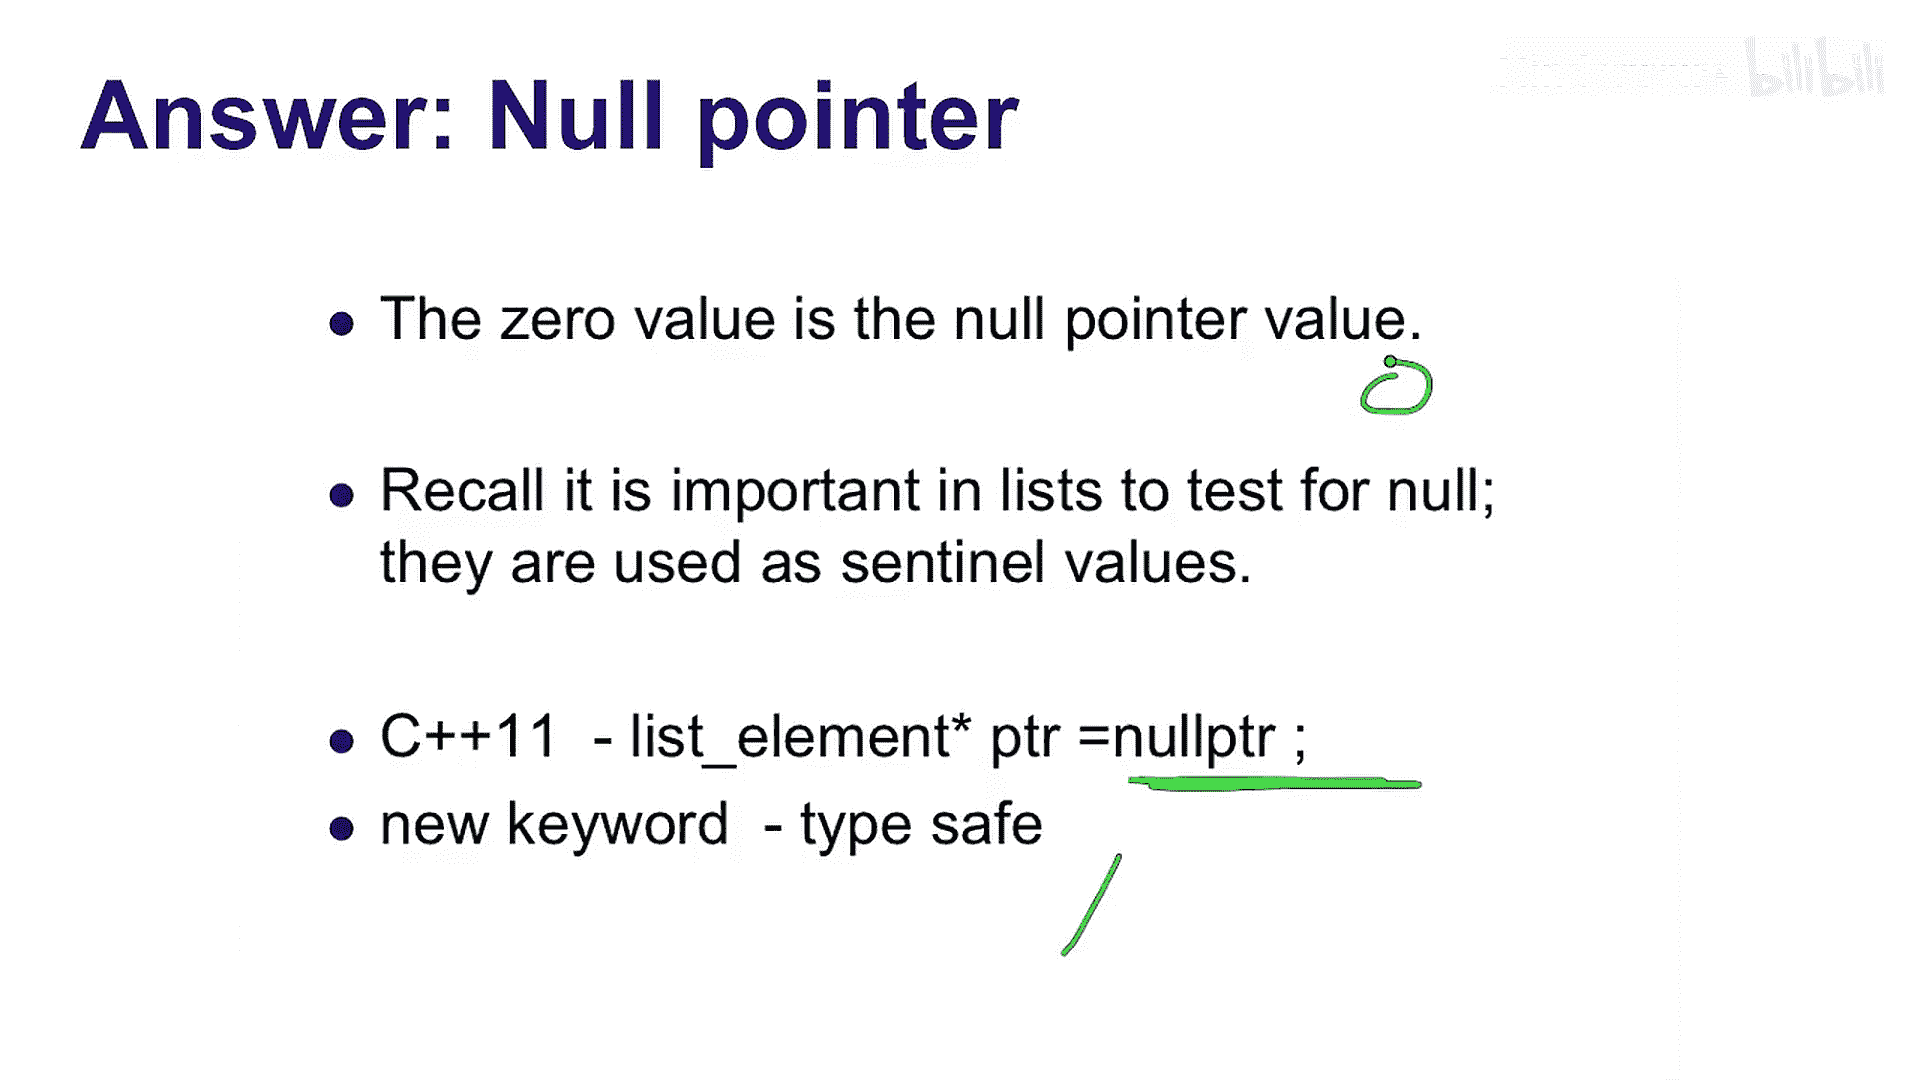 bilibili
Answer: Null pointer
● The zero value is the null pointer value.
● Recall it is important in lists to test for null;
they are used as sentinel values.
● C++11 - list_element* ptr =nullptr ;
● new keyword - type safe